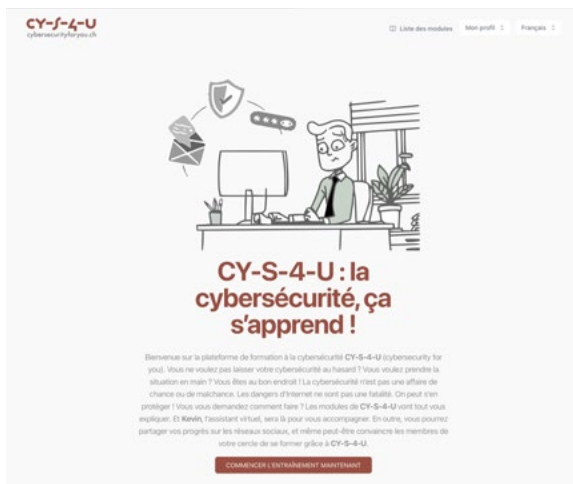 CY-S-4-U
cybersecurityforyou.ch
Liste des modules Mon profil Français
CY-S-4-U : la
cybersécurité, ça
s'apprend !
Bienvenue sur la plateforme de formation à la cybersécurité CY-S-4-U (cybersecurity for
you). Vous ne voulez pas laisser votre cybersécurité au hasard ? Vous voulez prendre la
situation en main ? Vous êtes au bon endroit ! La cybersécurité n'est pas une affaire de
chance ou de malchance. Les dangers d'Internet ne sont pas une fatalité. On peut s'en
protéger ! Vous vous demandez comment faire ? Les modules de CY-S-4-U vont tout vous
expliquer. Et Kevin, l'assistant virtuel, sera là pour vous accompagner. En outre, vous pourrez
partager vos progrès sur les réseaux sociaux, et même peut-être convaincre les membres de
votre cercle de se former grâce à CY-S-4-U.
COMMENCER L'ENTRAÎNEMENT MAINTENANT